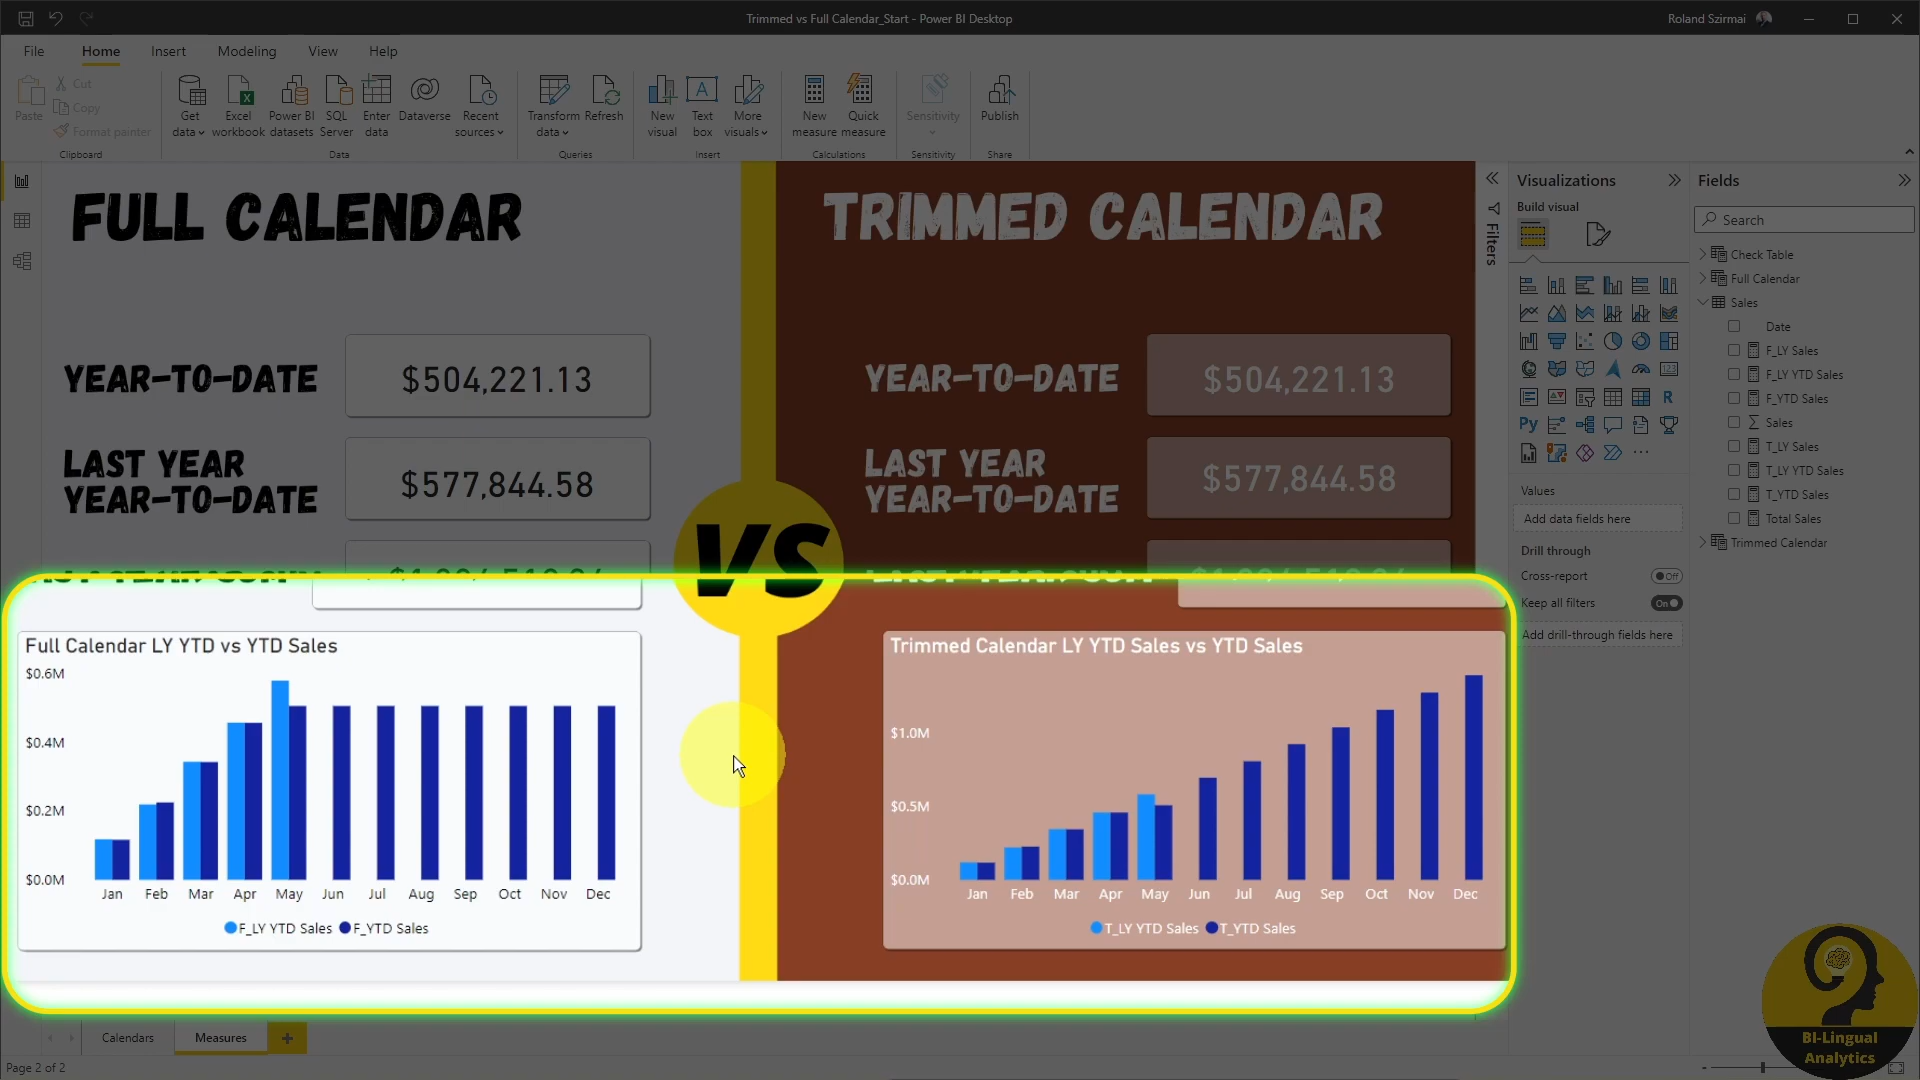 Trimmed vs Full Calendar_Start - Power BI Desktop
Roland Szirmai
File Home Insert Modeling View Help
Paste
Cut
Copy
Format painter
Clipboard
Get data
Excel workbook
Power BI datasets
SQL Server
Enter data
Dataverse
Recent sources
Data
Transform data
Refresh
Queries
New visual
Text box
More visuals
Insert
New measure
Quick measure
Calculations
Sensitivity
Sensitivity
Publish
Share
FULL CALENDAR
YEAR-TO-DATE
$504,221.13
LAST YEAR
YEAR-TO-DATE
$577,844.58
VS
TRIMMED CALENDAR
YEAR-TO-DATE
$504,221.13
LAST YEAR
YEAR-TO-DATE
$577,844.58
Full Calendar LY YTD vs YTD Sales
$0.6M
$0.4M
$0.2M
$0.0M
Jan Feb Mar Apr May Jun Jul Aug Sep Oct Nov Dec
F_LY YTD Sales F_YTD Sales
Trimmed Calendar LY YTD Sales vs YTD Sales
$1.0M
$0.5M
$0.0M
Jan Feb Mar Apr May Jun Jul Aug Sep Oct Nov Dec
T_LY YTD Sales T_YTD Sales
Filters
Visualizations
Build visual
123
R
Py
Values
Add data fields here
Drill through
Cross-report
Off
Keep all filters
On
Add drill-through fields here
Fields
Search
Check Table
Full Calendar
Sales
Date
F_LY Sales
F_LY YTD Sales
F_YTD Sales
Sales
T_LY Sales
T_LY YTD Sales
T_YTD Sales
Total Sales
Trimmed Calendar
Calendars
Measures
Page 2 of 2
BI-Lingual
Analytics